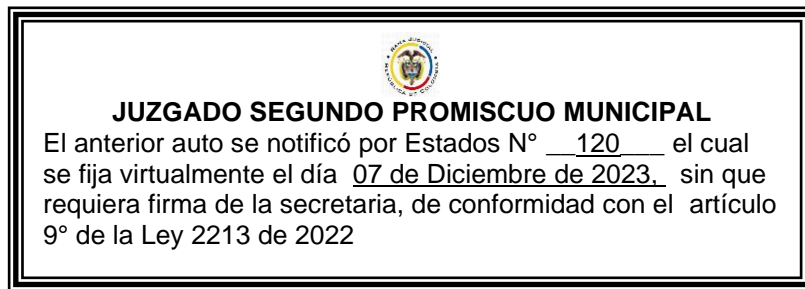 JUZGADO SEGUNDO PROMISCUO MUNICIPAL
El anterior auto se notificó por Estados N° __120___ el cual
se fija virtualmente el día 07 de Diciembre de 2023, sin que
requiera firma de la secretaria, de conformidad con el artículo
9° de la Ley 2213 de 2022